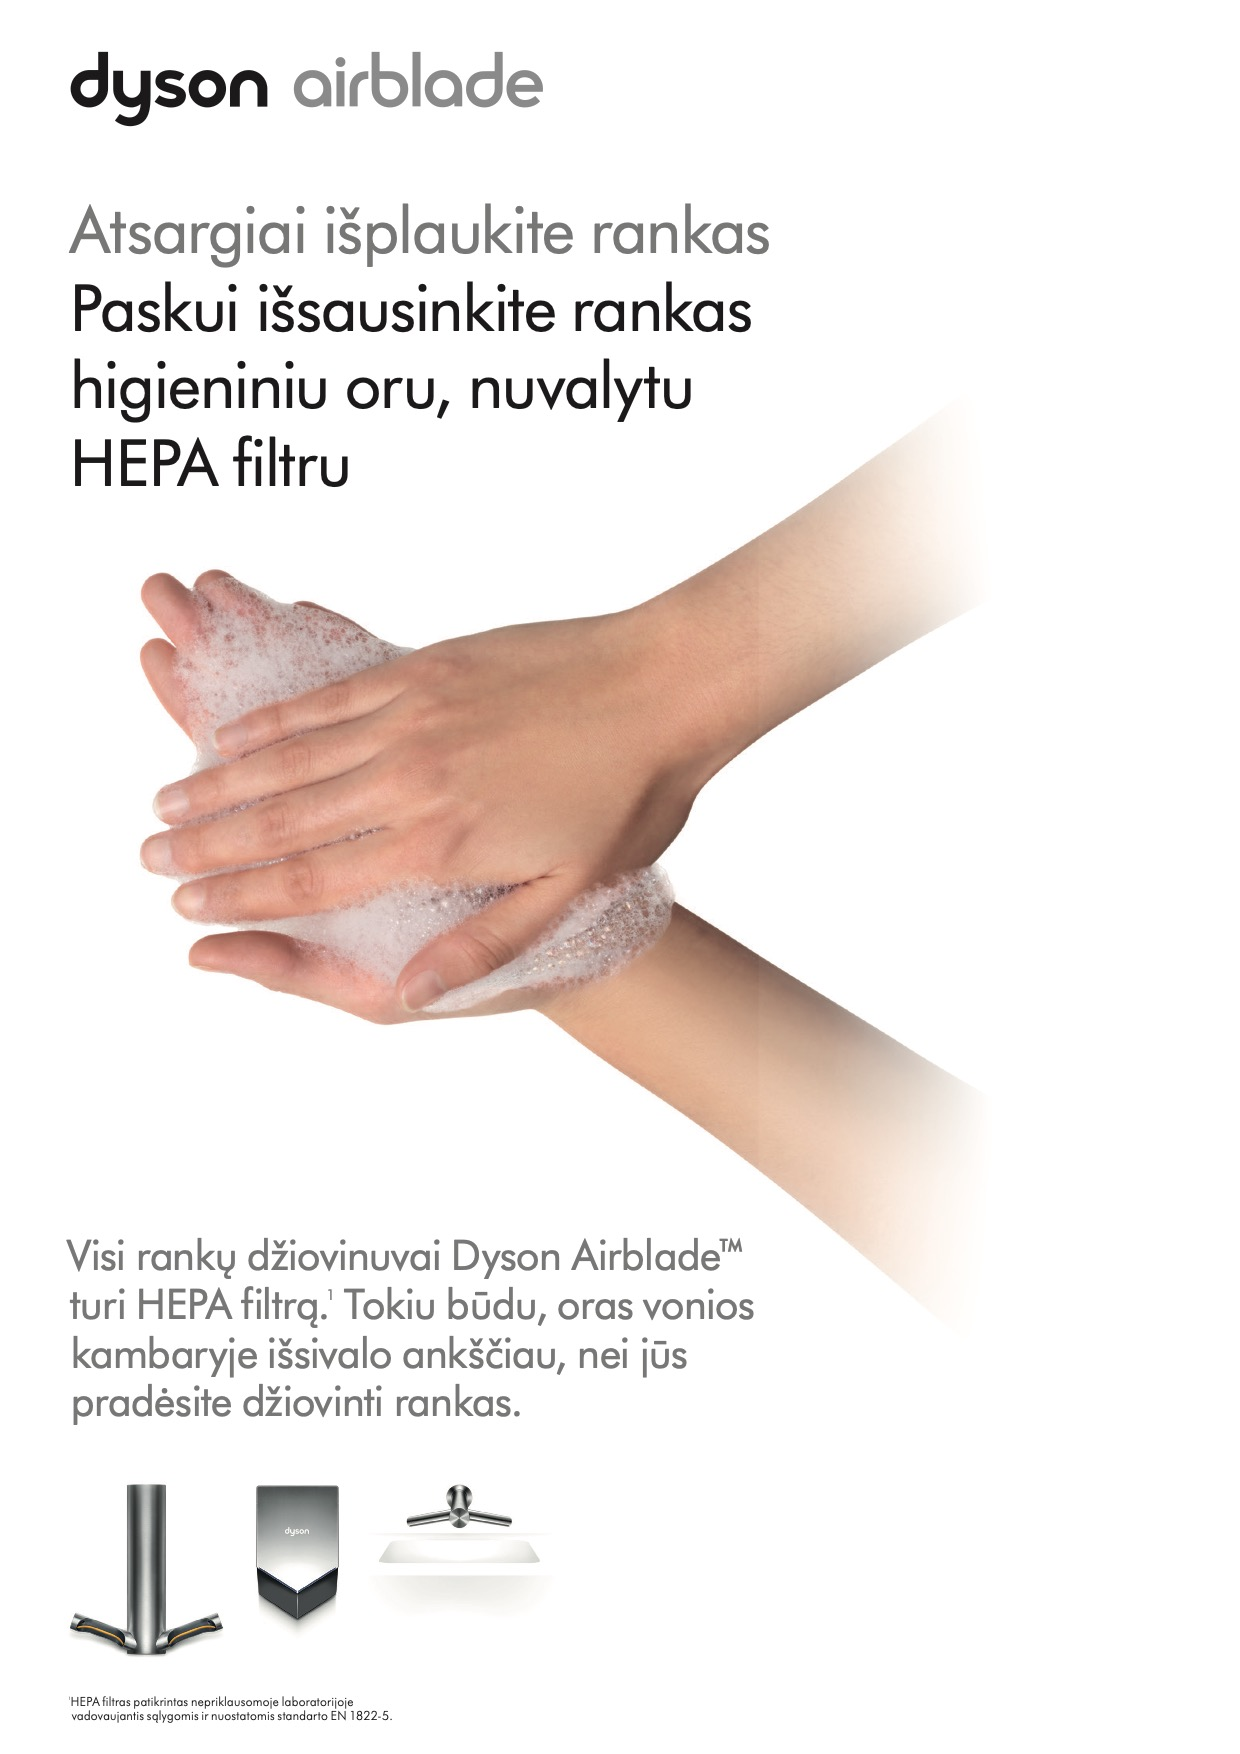 dyson airblade
Atsargiai išplaukite rankas
Paskui išsausinkite rankas
higieniniu oru, nuvalytu
HEPA filtru
Visi rankų džiovinuvai Dyson Airblade™
turi HEPA filtrą.¹ Tokiu būdu, oras vonios
kambaryje išsivalo ankščiau, nei jūs
pradėsite džiovinti rankas.
dyson
¹HEPA filtras patikrintas nepriklausomoje laboratorijoje
vadovaujantis sąlygomis ir nuostatomis standarto EN 1822-5.